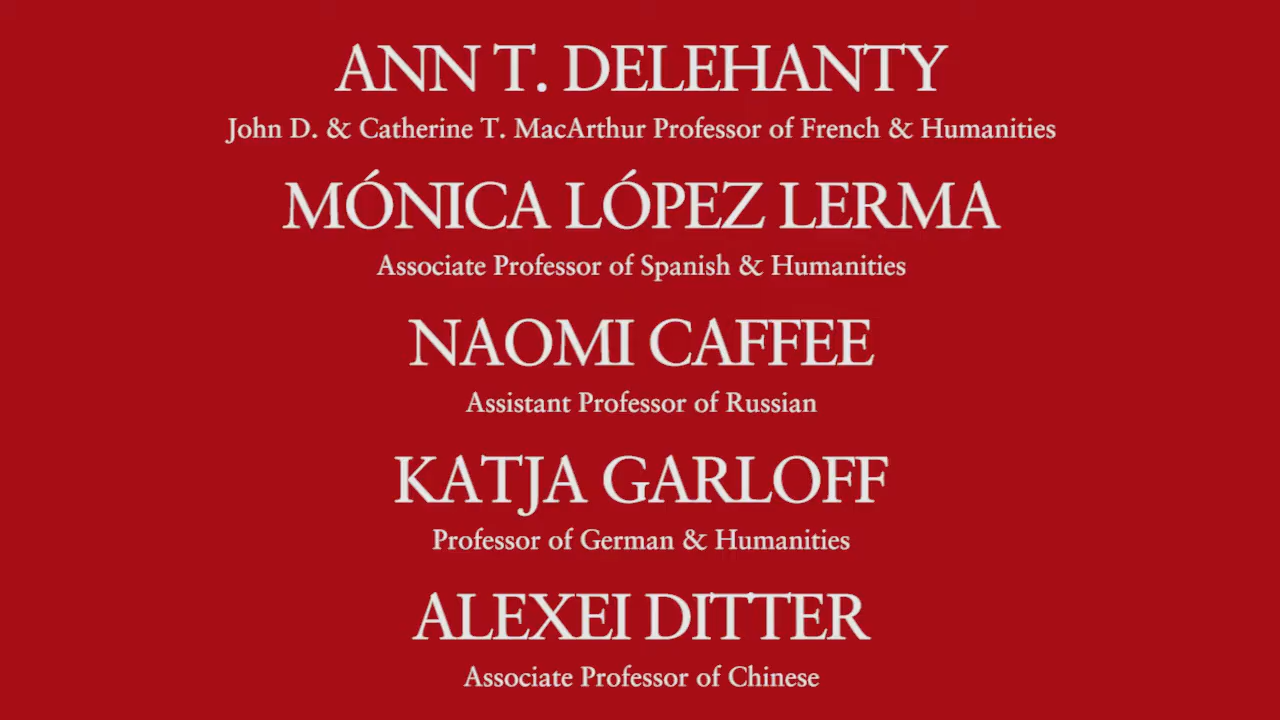 ANN T. DELEHANTY
John D. & Catherine T. MacArthur Professor of French & Humanities
MÓNICA LÓPEZ LERMA
Associate Professor of Spanish & Humanities
NAOMI CAFFEE
Assistant Professor of Russian
KATJA GARLOFF
Professor of German & Humanities
ALEXEI DITTER
Associate Professor of Chinese